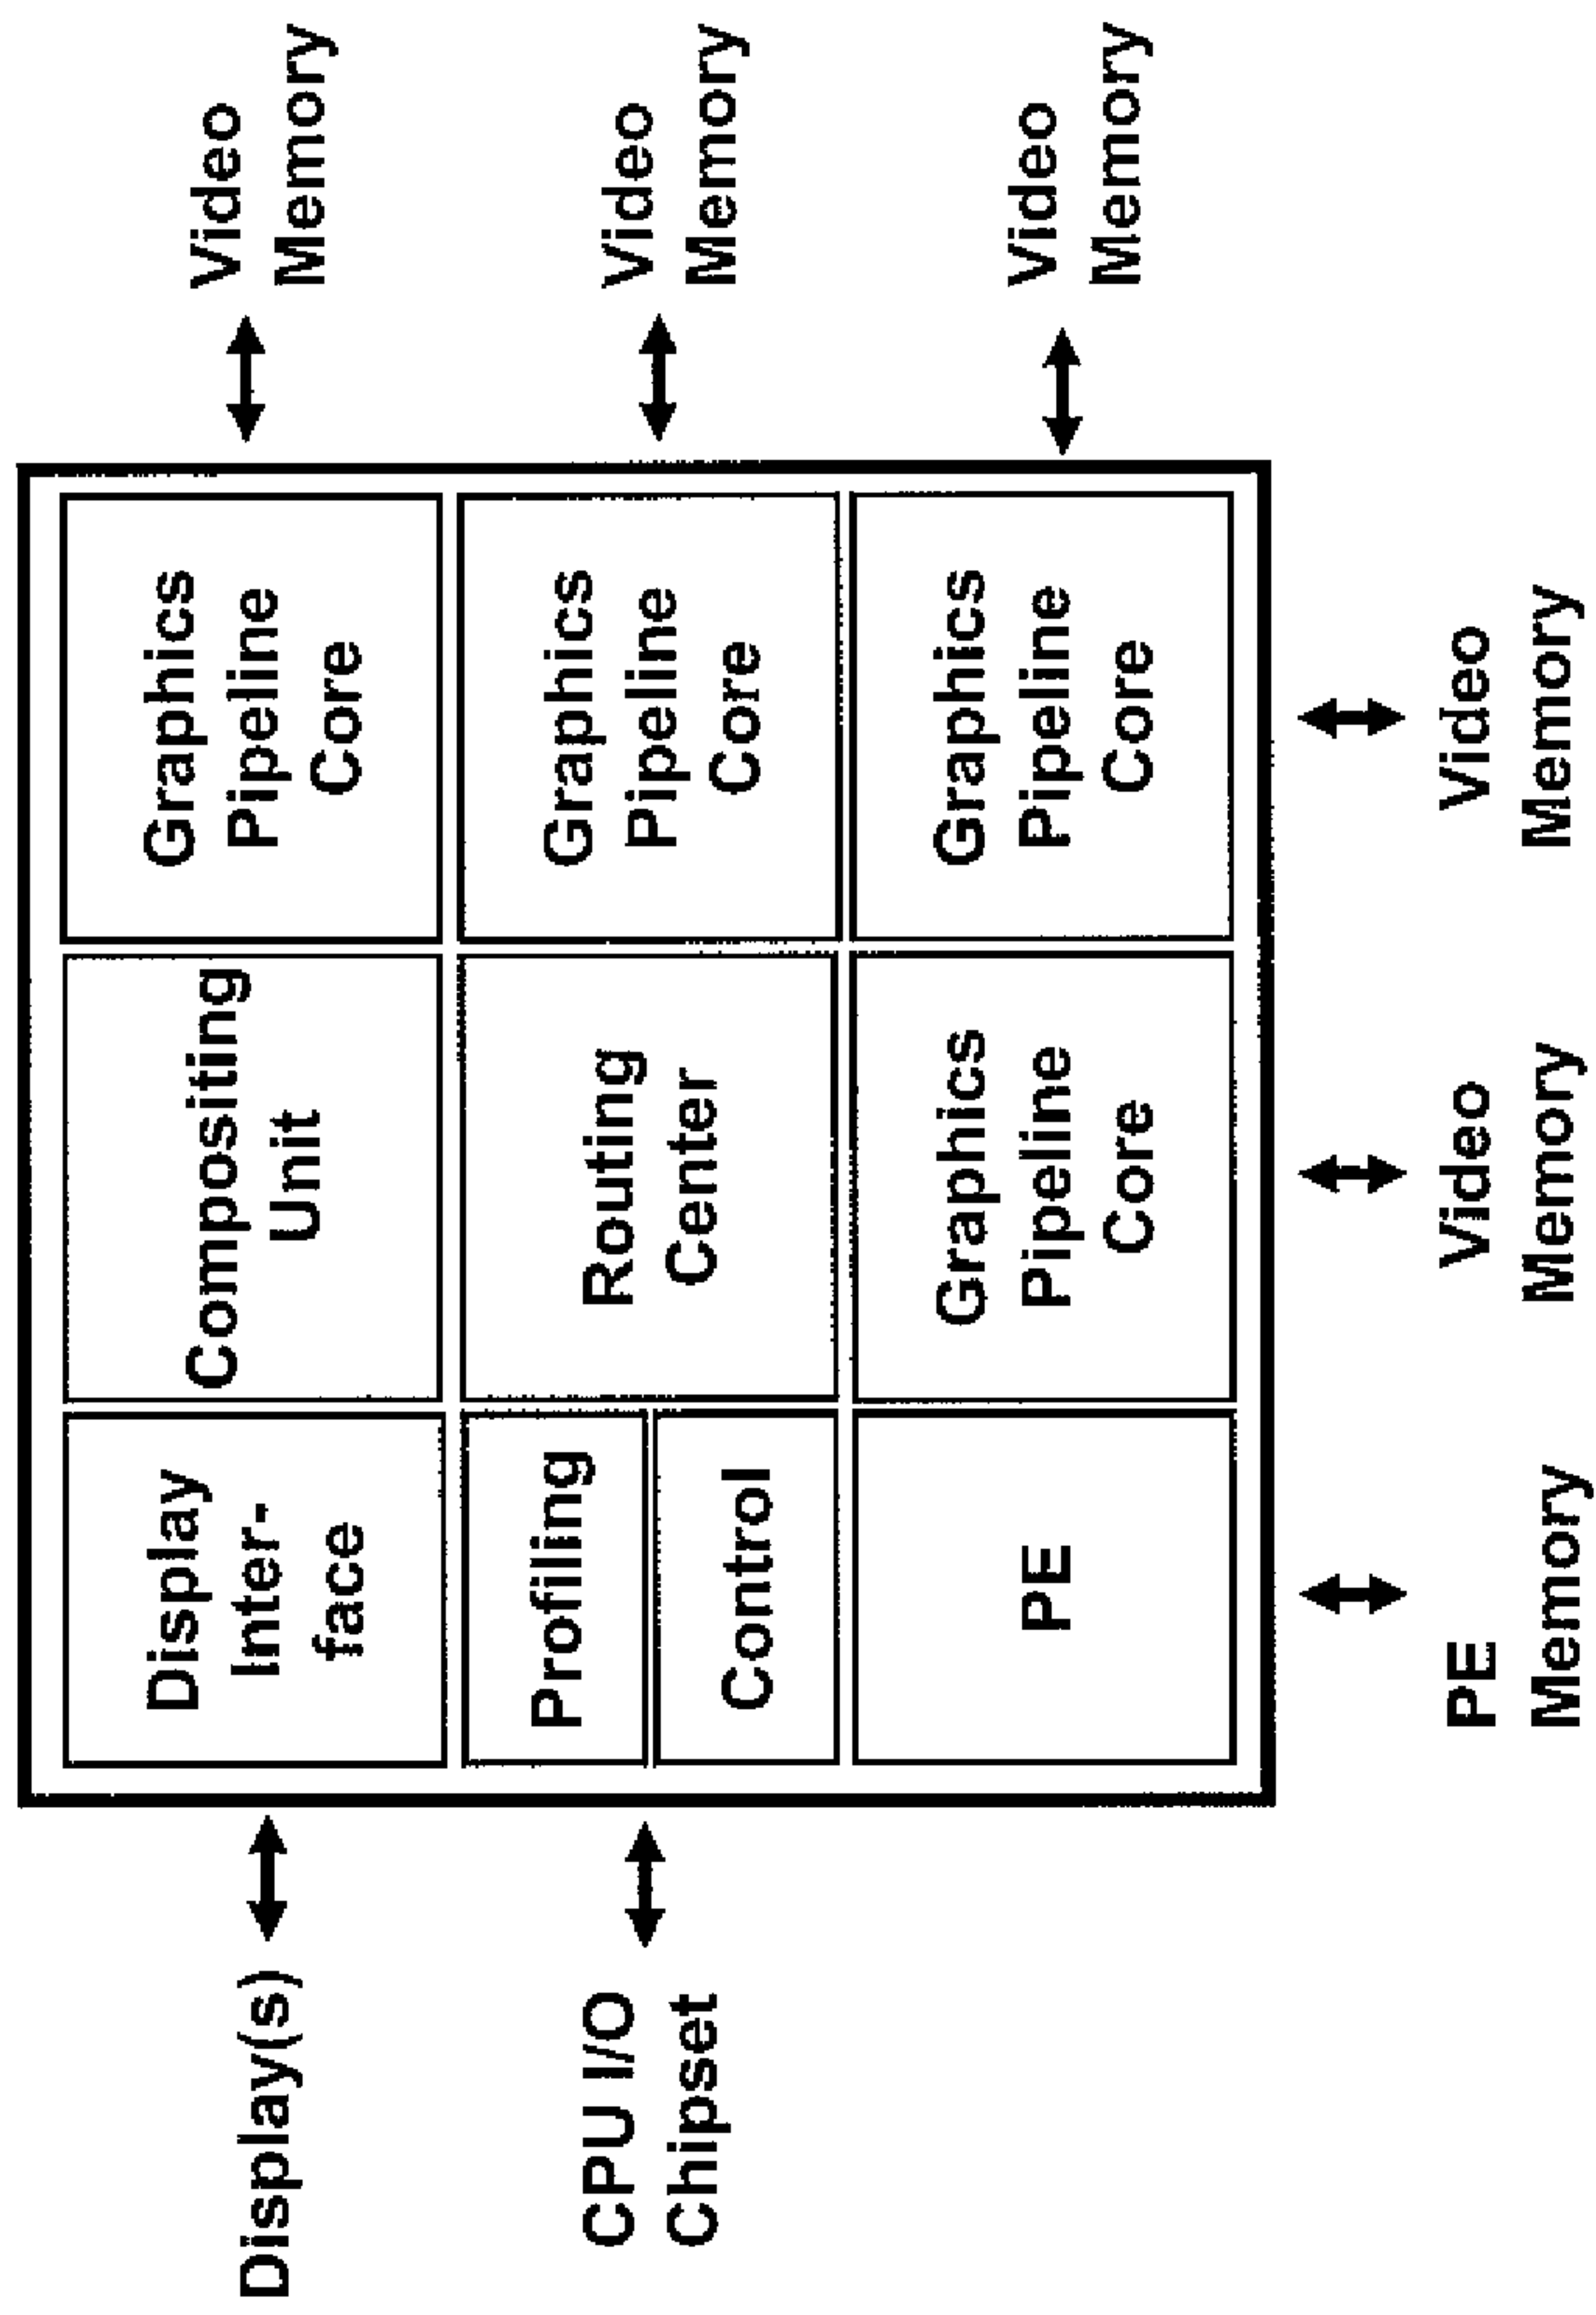 Display(s)
Display
Inter-
face
Compositing
Unit
Graphics
Pipeline
Core
Video
Memory
CPU I/O
Chipset
Profiling
Control
Routing
Center
Graphics
Pipeline
Core
Video
Memory
PE
Graphics
Pipeline
Core
Graphics
Pipeline
Core
Video
Memory
PE
Memory
Video
Memory
Video
Memory